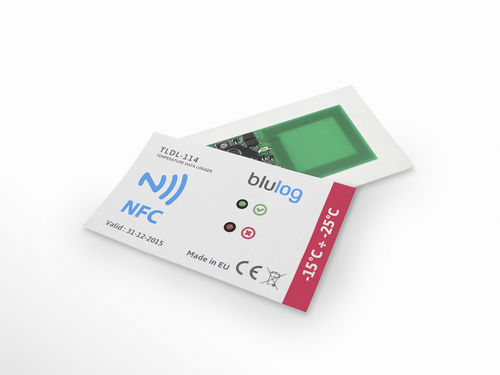 TLDL-114
TEMPERATURE DATA LOGGER
blulog
NFC
Valid: 31-12-2015
Made in EU CE
-15°C + -25°C